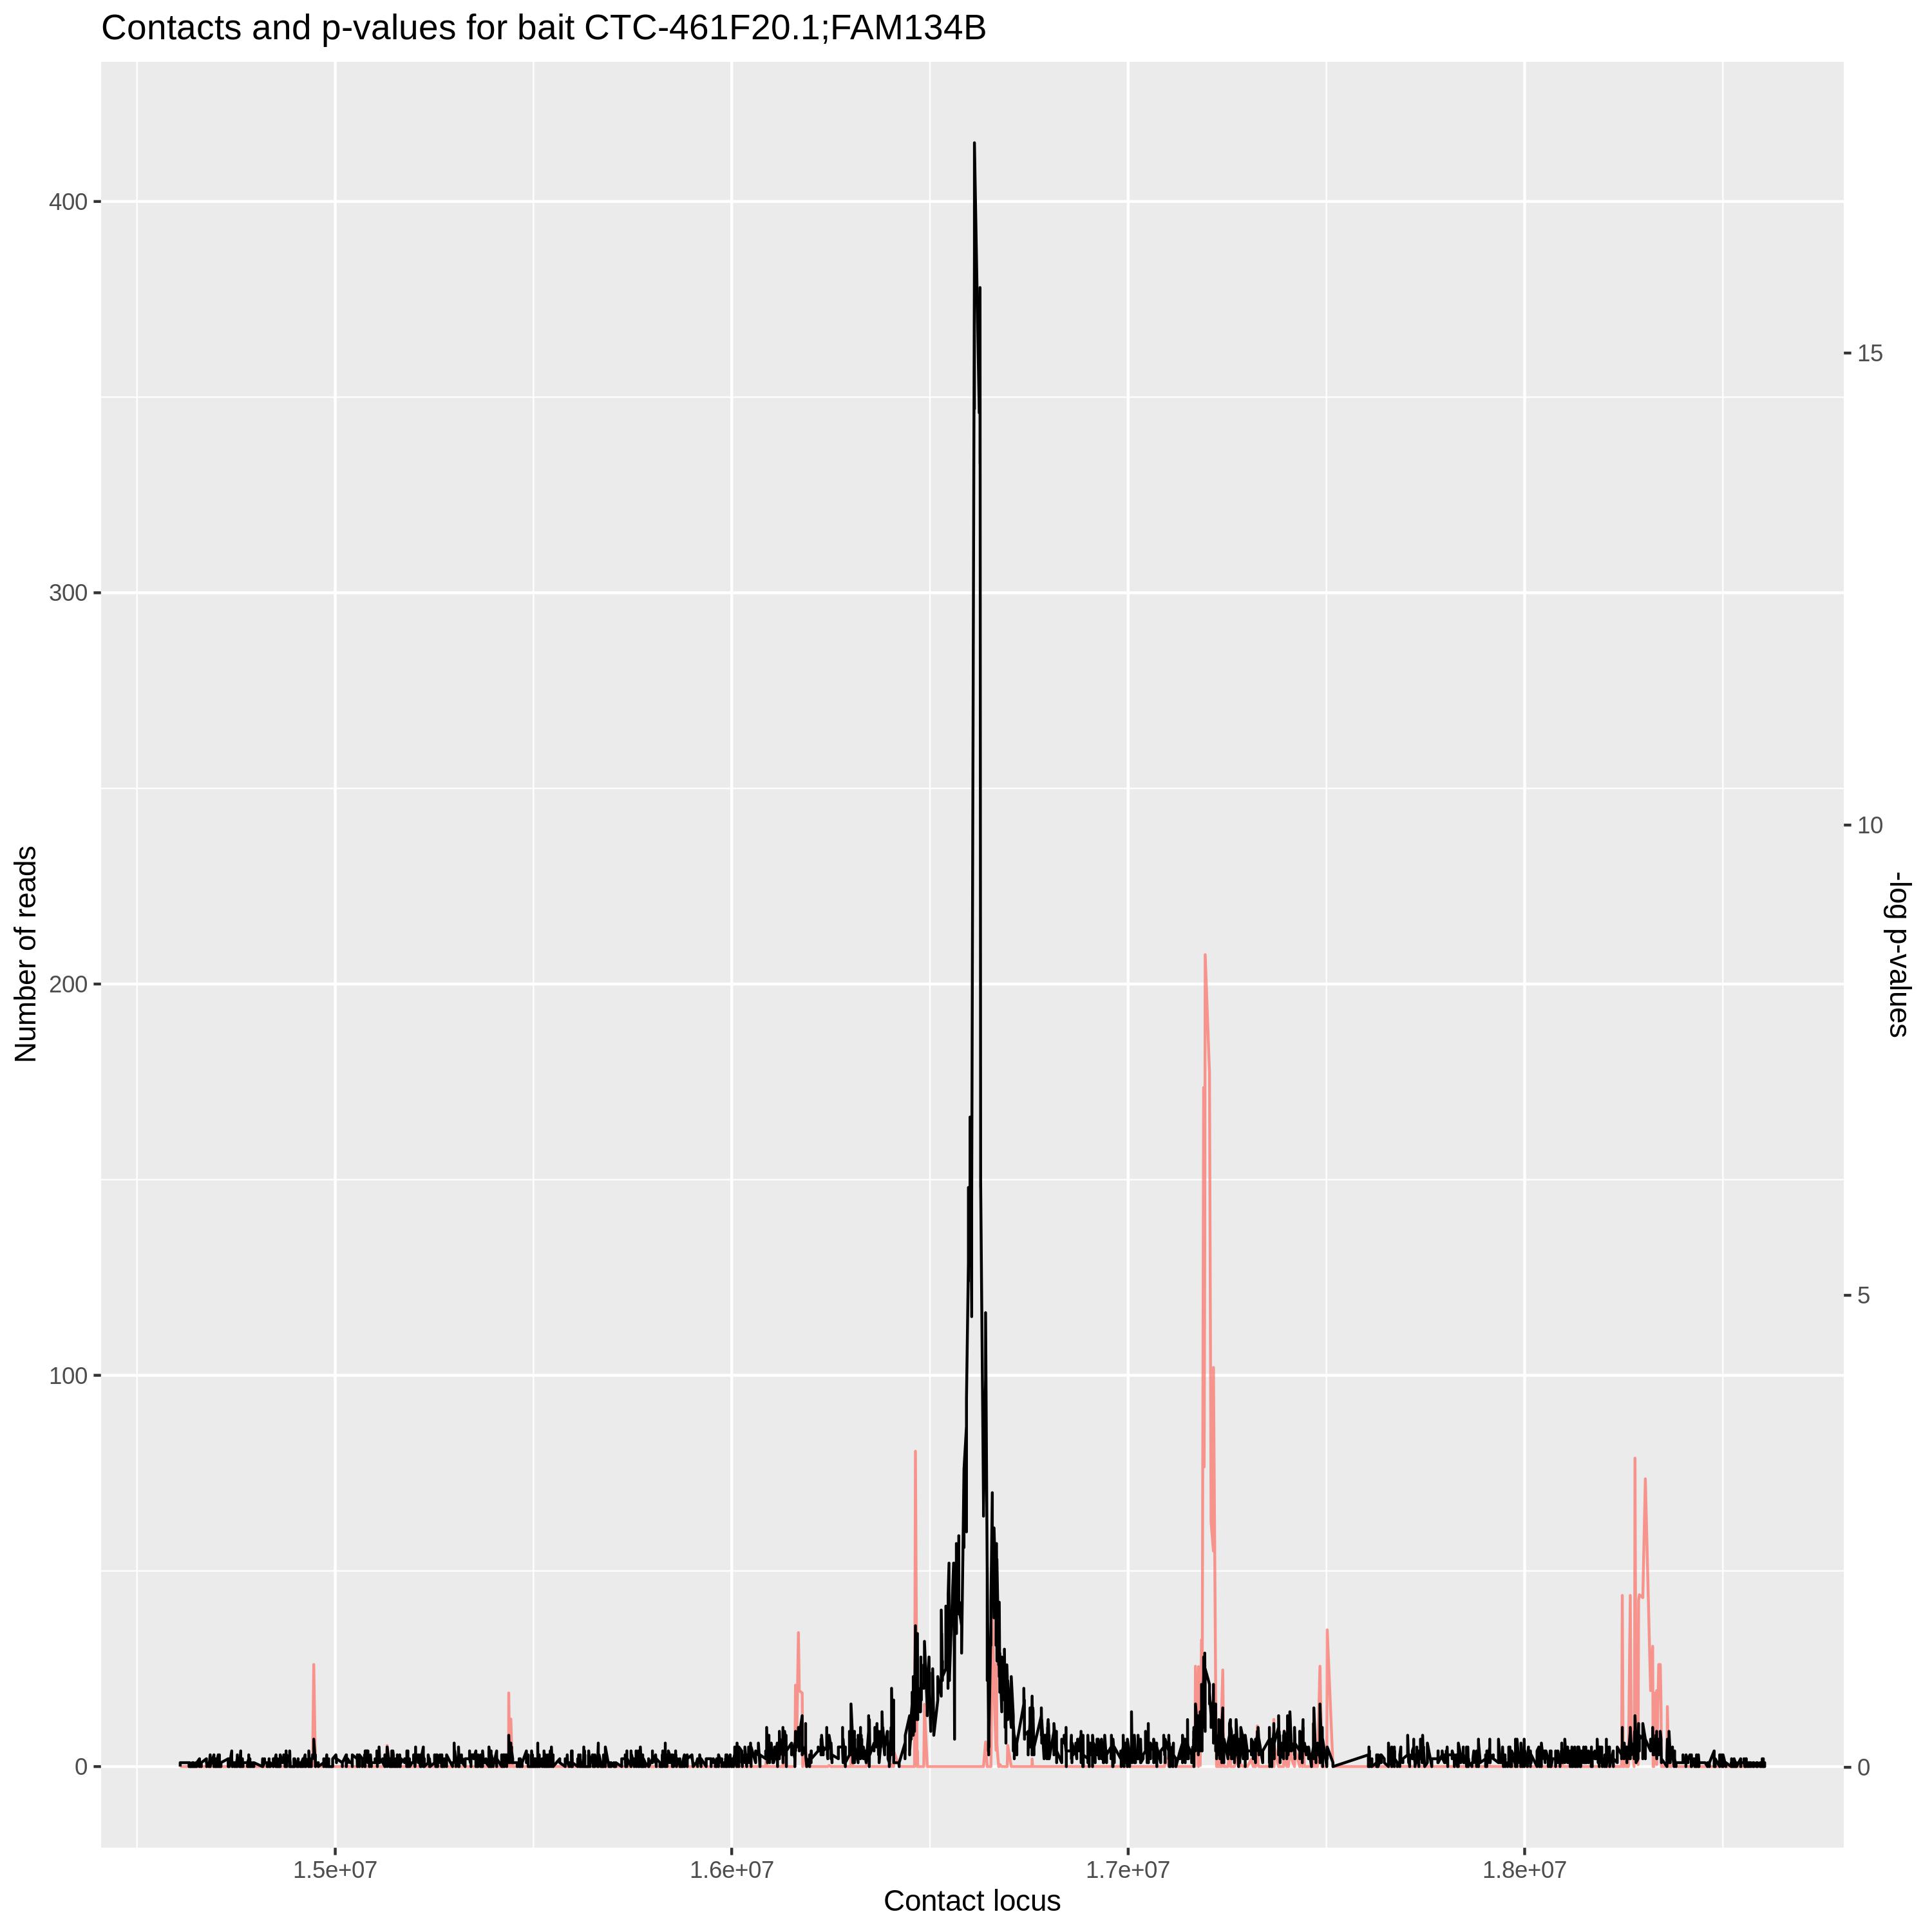 Contacts and p-values for bait CTC-461F20.1;FAM134B
400
300
200
100
0
Number of reads
15
10
5
0
-log p-values
1.5e+07 1.6e+07 1.7e+07 1.8e+07
Contact locus